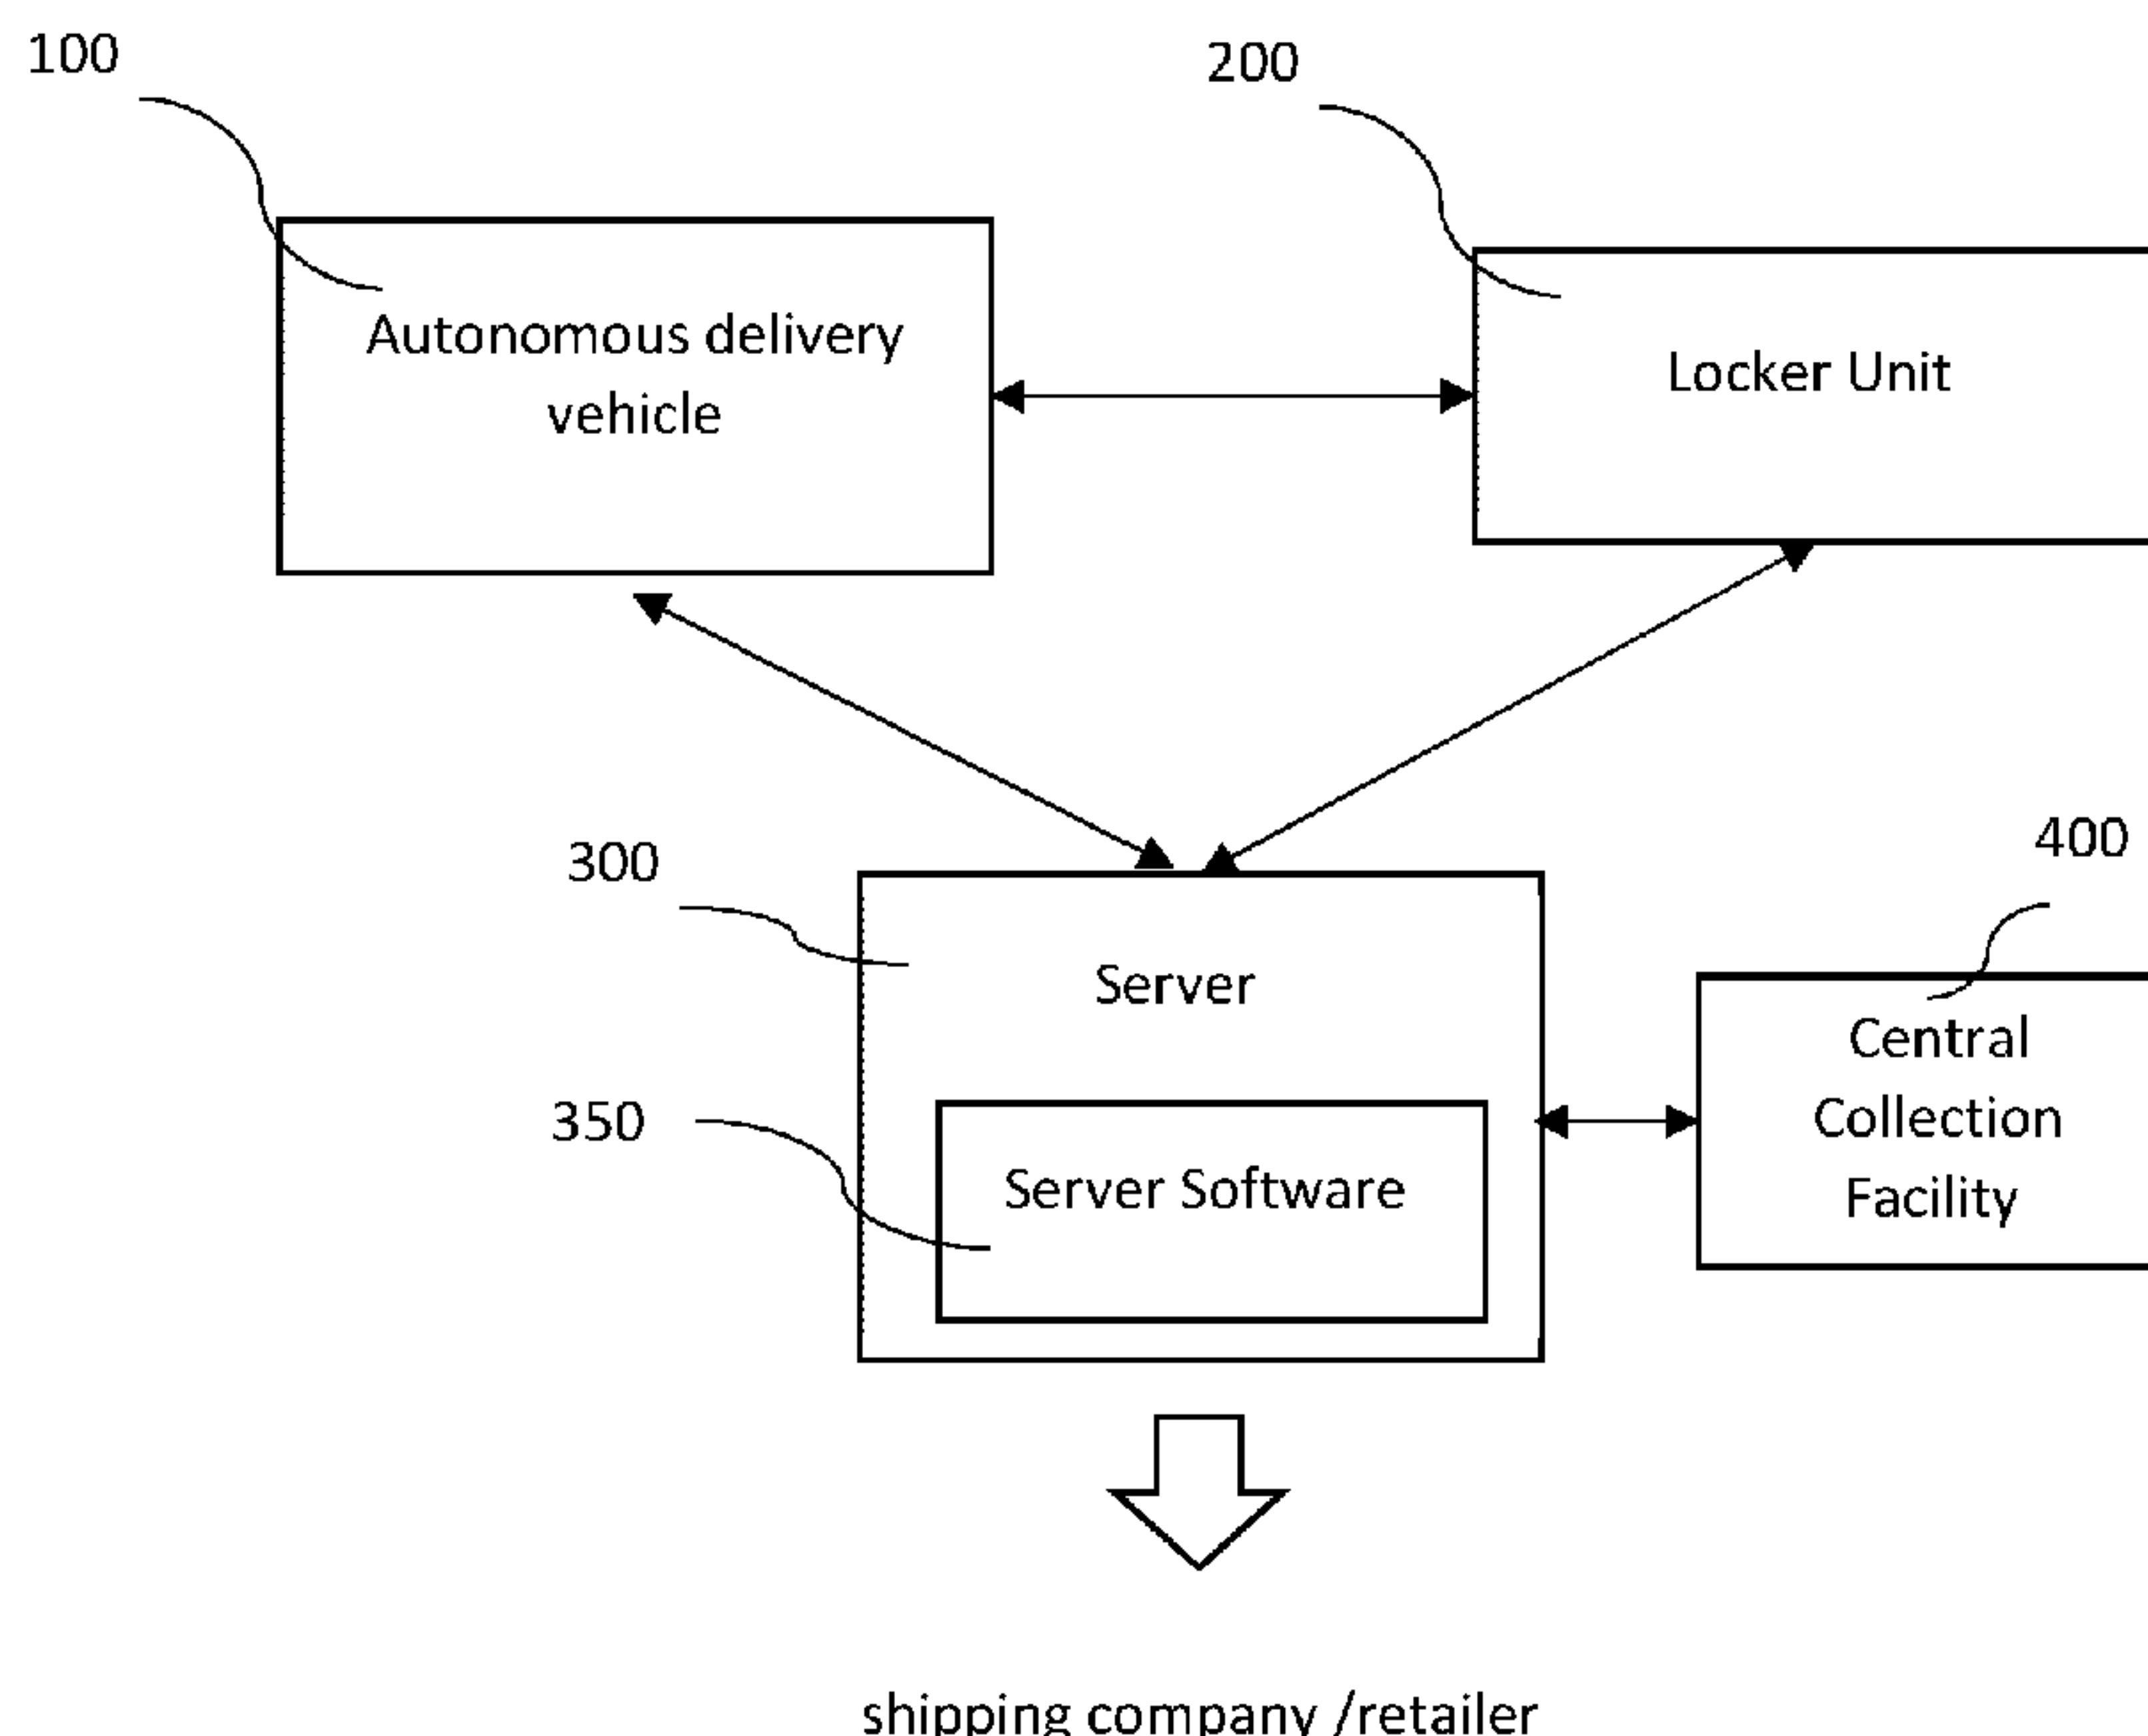 100
200
Autonomous delivery
vehicle
Locker Unit
300
400
Server
Central
Collection
Facility
350
Server Software
shipping company /retailer